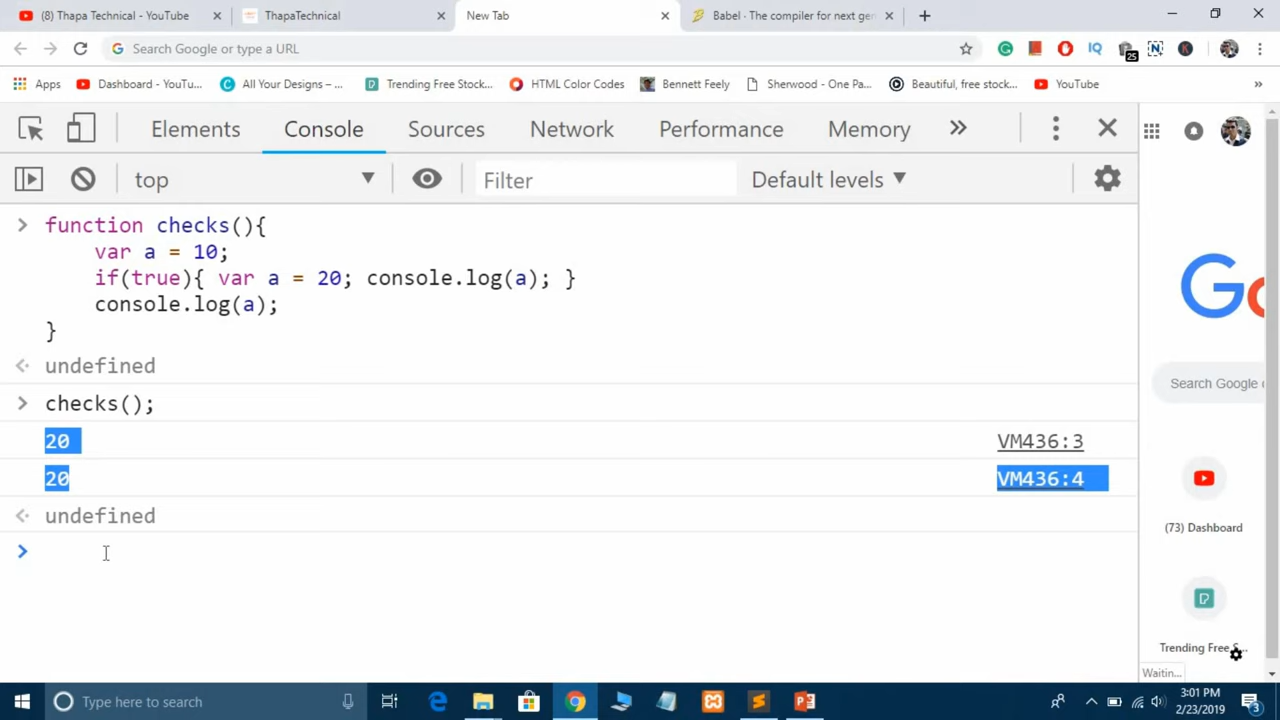 (8) Thapa Technical - YouTube
ThapaTechnical
New Tab
Babel · The compiler for next gen
Search Google or type a URL
25
Apps
Dashboard - YouTu...
All Your Designs – ...
Trending Free Stock...
HTML Color Codes
Bennett Feely
Sherwood - One Pa...
Beautiful, free stock...
YouTube
»
Elements
Console
Sources
Network
Performance
Memory
»
top
Filter
Default levels
function checks(){
var a = 10;
if(true){ var a = 20; console.log(a); }
console.log(a);
}
undefined
checks();
20 VM436:3
20 VM436:4
undefined
Go
Search Google
(73) Dashboard
Trending Free S...
Waitin...
Type here to search
3:01 PM
2/23/2019
3